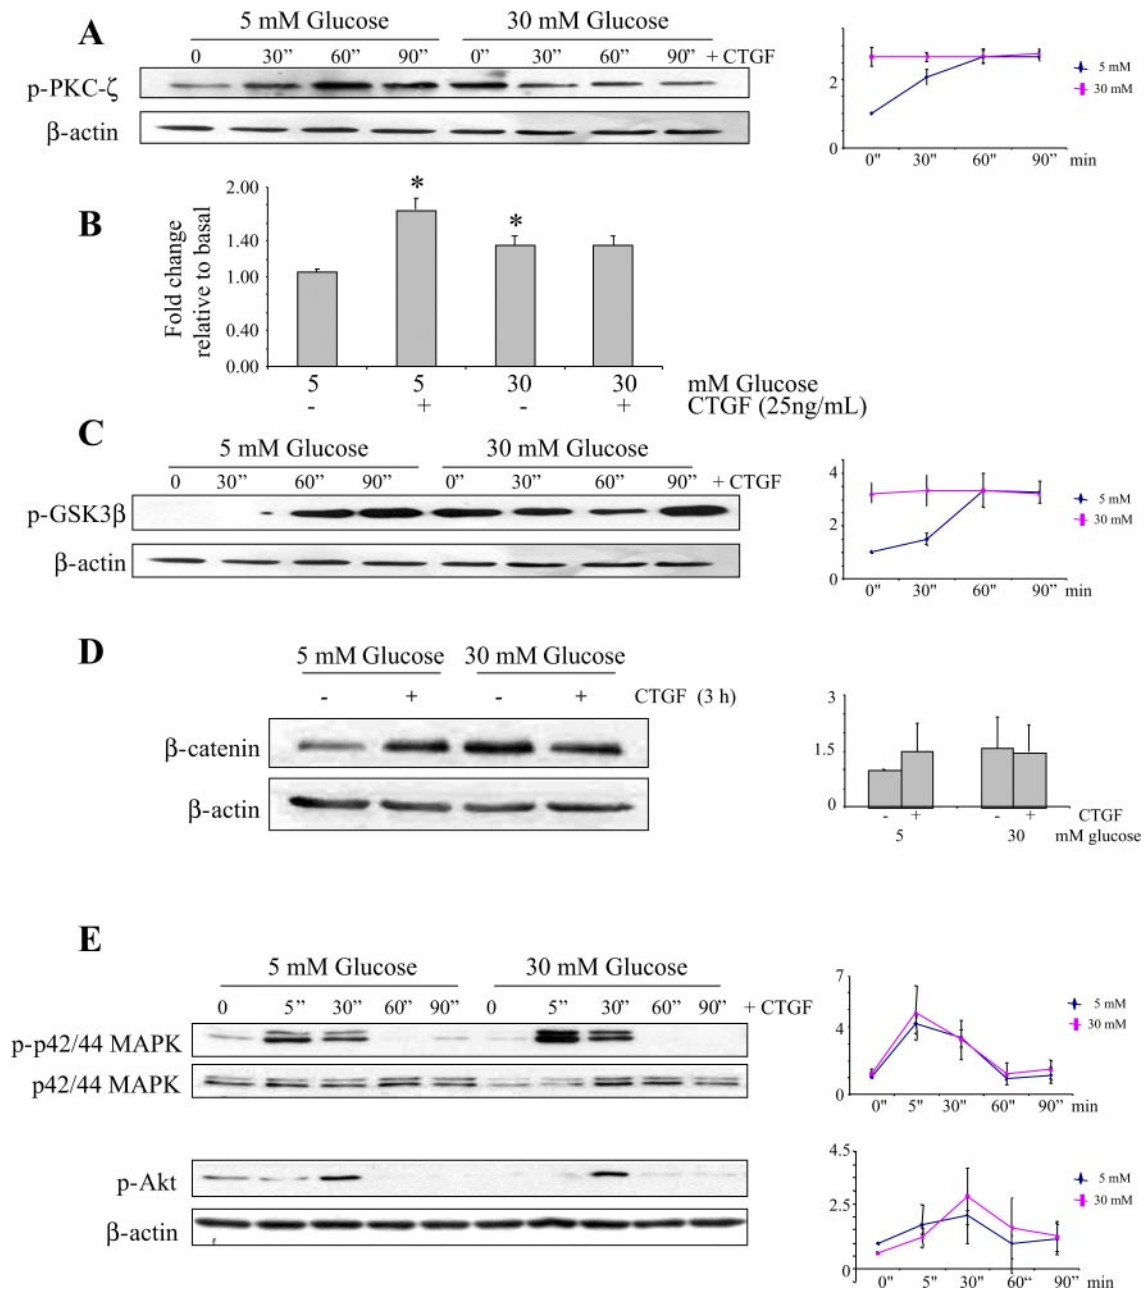 A
5 mM Glucose 30 mM Glucose
0 30” 60” 90” 0” 30” 60” 90” + CTGF
p-PKC-ζ
β-actin
2
0
0" 30" 60" 90” min
5 mM
30 mM
B
Fold change
relative to basal
2.00
1.40
1.00
0.40
0.00
* *
5 5 30 30 mM Glucose
- + - + CTGF (25ng/mL)
C
5 mM Glucose 30 mM Glucose
0 30” 60” 90” 0” 30” 60” 90” + CTGF
p-GSK3β
β-actin
4
2
0
0" 30" 60" 90” min
5 mM
30 mM
D
5 mM Glucose 30 mM Glucose
- + - + CTGF (3 h)
β-catenin
β-actin
3
1.5
0
- + - + CTGF
5 30 mM glucose
E
5 mM Glucose 30 mM Glucose
0 5” 30” 60” 90” 0 5” 30” 60” 90” + CTGF
p-p42/44 MAPK
p42/44 MAPK
7
4
0
0" 5" 30" 60" 90” min
5 mM
30 mM
p-Akt
β-actin
4.5
2.5
0
0" 5" 30" 60“ 90” min
5 mM
30 mM